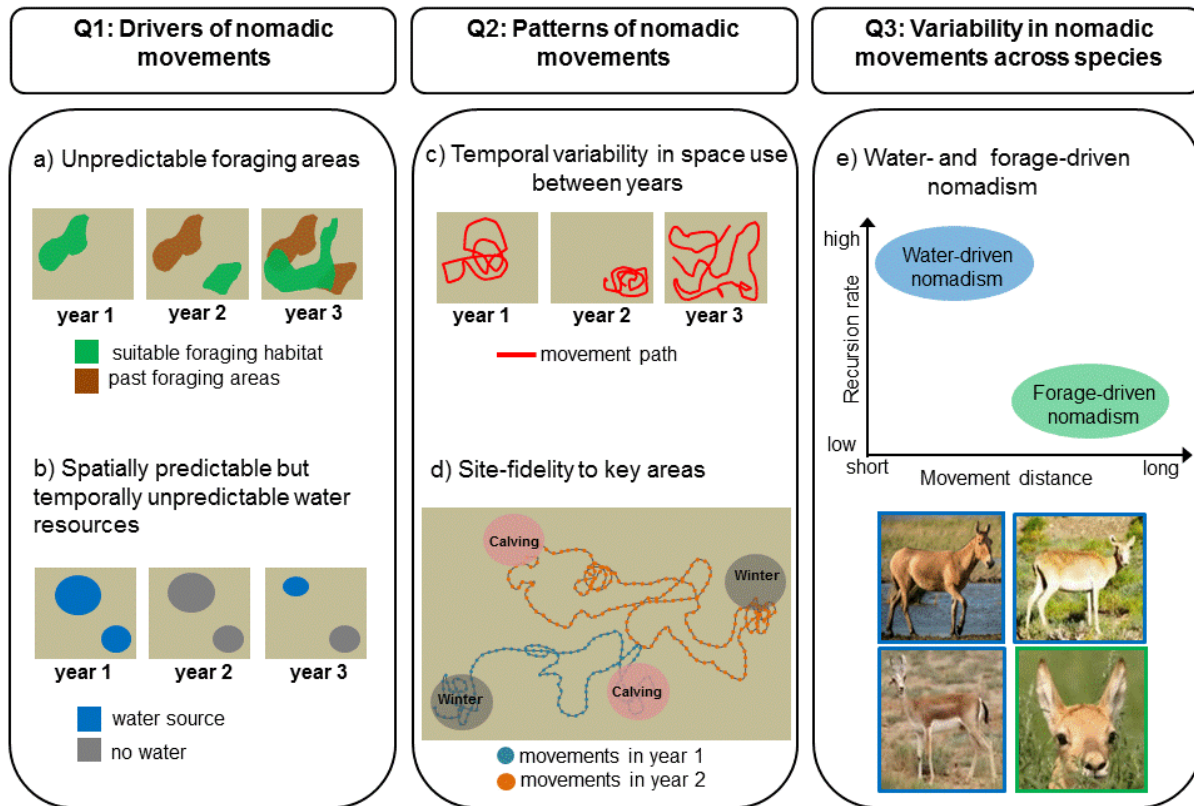 Q1: Drivers of nomadic
movements
Q2: Patterns of nomadic
movements
Q3: Variability in nomadic
movements across species
a) Unpredictable foraging areas
year 1
year 2
year 3
suitable foraging habitat
past foraging areas
b) Spatially predictable but
temporally unpredictable water
resources
year 1
year 2
year 3
water source
no water
c) Temporal variability in space use
between years
year 1
year 2
year 3
movement path
d) Site-fidelity to key areas
Calving
Winter
Winter
Calving
movements in year 1
movements in year 2
e) Water- and forage-driven
nomadism
high
Recursion rate
low
Water-driven
nomadism
Forage-driven
nomadism
short
Movement distance
long